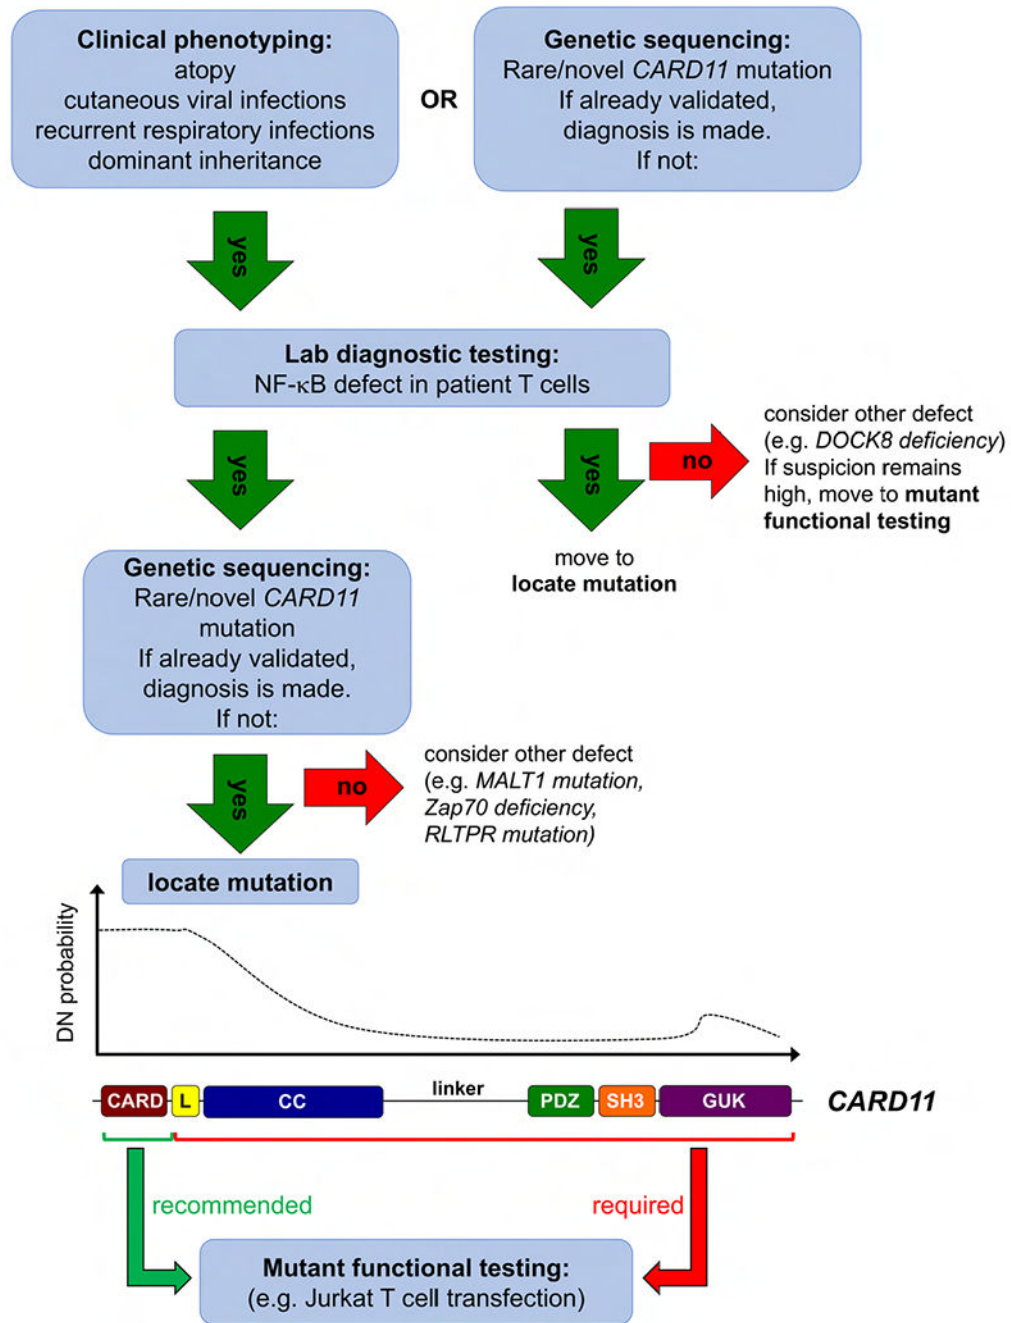 Clinical phenotyping:
atopy
cutaneous viral infections
recurrent respiratory infections
dominant inheritance
OR
Genetic sequencing:
Rare/novel CARD11 mutation
If already validated,
diagnosis is made.
If not:
yes
yes
Lab diagnostic testing:
NF-κB defect in patient T cells
yes
yes
no
consider other defect
(e.g. DOCK8 deficiency)
If suspicion remains
high, move to mutant
functional testing
move to
locate mutation
Genetic sequencing:
Rare/novel CARD11
mutation
If already validated,
diagnosis is made.
If not:
yes
no
consider other defect
(e.g. MALT1 mutation,
Zap70 deficiency,
RLTPR mutation)
locate mutation
DN probability
CARD
L
CC
linker
PDZ
SH3
GUK
CARD11
recommended
required
Mutant functional testing:
(e.g. Jurkat T cell transfection)